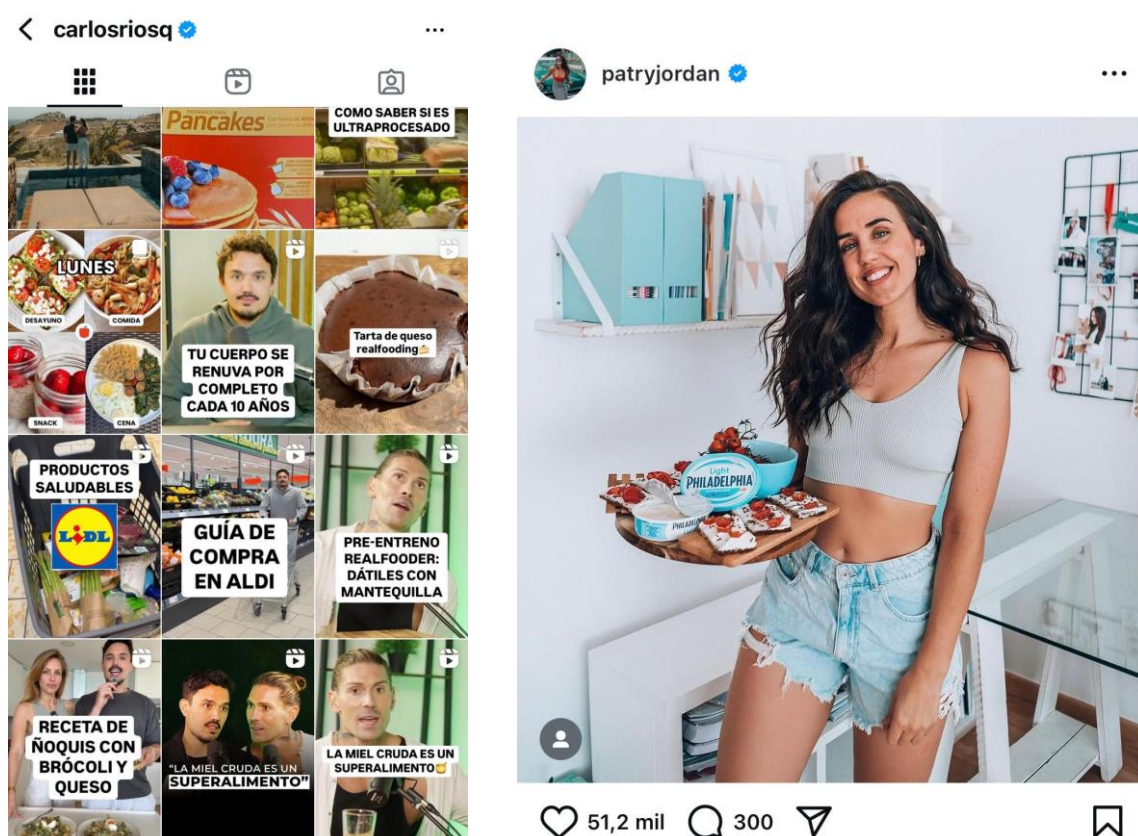 carlosriosq
Pancakes
COMO SABER SI ES
ULTRAPROCESADO
LUNES
DESAYUNO
COMIDA
SNACK
CENA
TU CUERPO SE
RENUVA POR
COMPLETO
CADA 10 AÑOS
Tarta de queso
realfooding
PRODUCTOS
SALUDABLES
LIDL
GUÍA DE
COMPRA
EN ALDI
PRE-ENTRENO
REALFOODER:
DÁTILES CON
MANTEQUILLA
RECETA DE
ÑOQUIS CON
BRÓCOLI Y
QUESO
"LA MIEL CRUDA ES UN
SUPERALIMENTO"
LA MIEL CRUDA ES UN
SUPERALIMENTO
patryjordan
Light
PHILADELPHIA
51,2 mil
300